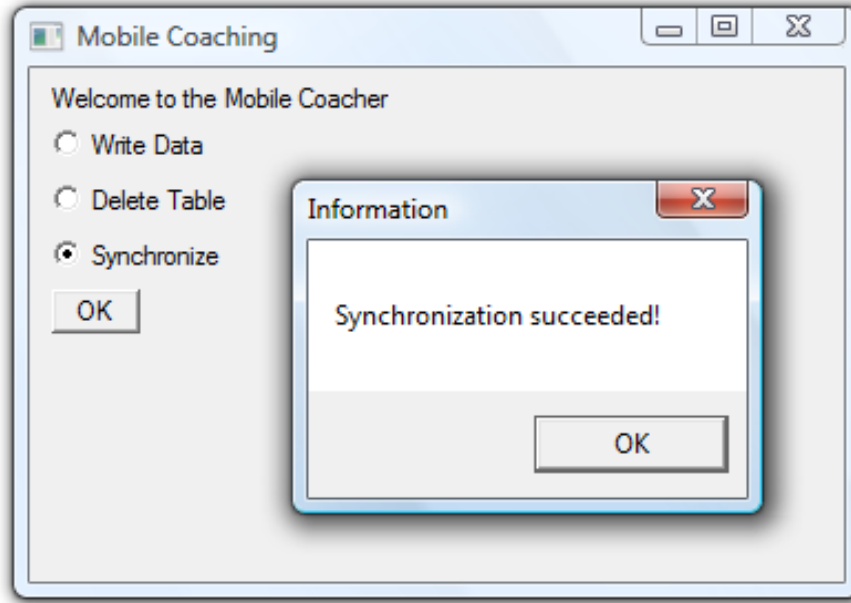 Mobile Coaching
Welcome to the Mobile Coacher
Write Data
Delete Table
Synchronize
OK
Information
Synchronization succeeded!
OK